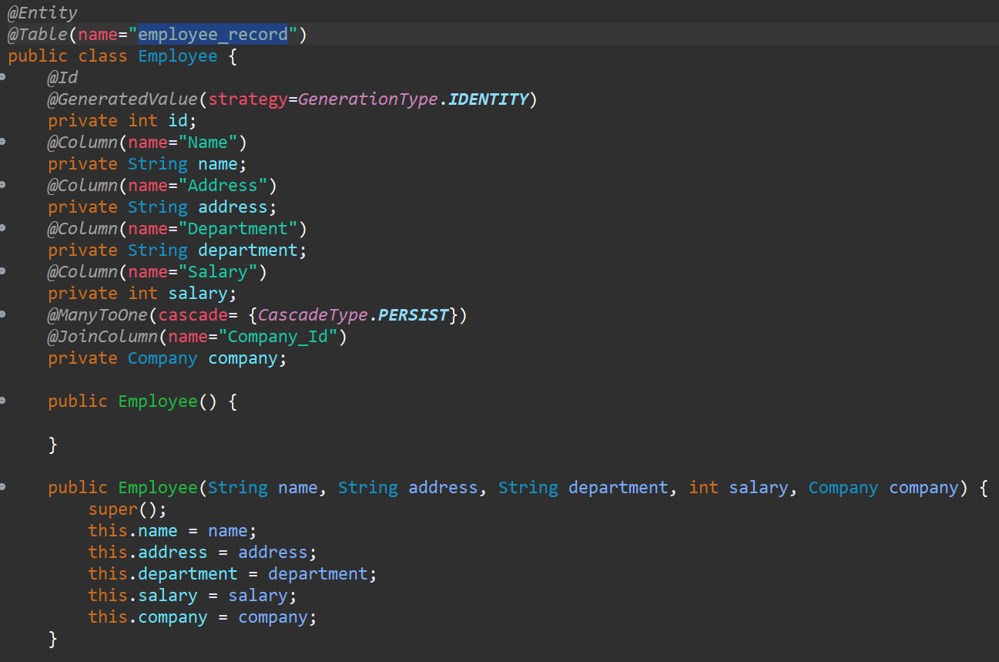 @Entity
@Table(name="employee_record")
public class Employee {
@Id
@GeneratedValue(strategy=GenerationType.IDENTITY)
private int id;
@Column(name="Name")
private String name;
@Column(name="Address")
private String address;
@Column(name="Department")
private String department;
@Column(name="Salary")
private int salary;
@ManyToOne(cascade= {CascadeType.PERSIST})
@JoinColumn(name="Company_Id")
private Company company;
public Employee() {
}
public Employee(String name, String address, String department, int salary, Company company) {
super();
this.name = name;
this.address = address;
this.department = department;
this.salary = salary;
this.company = company;
}